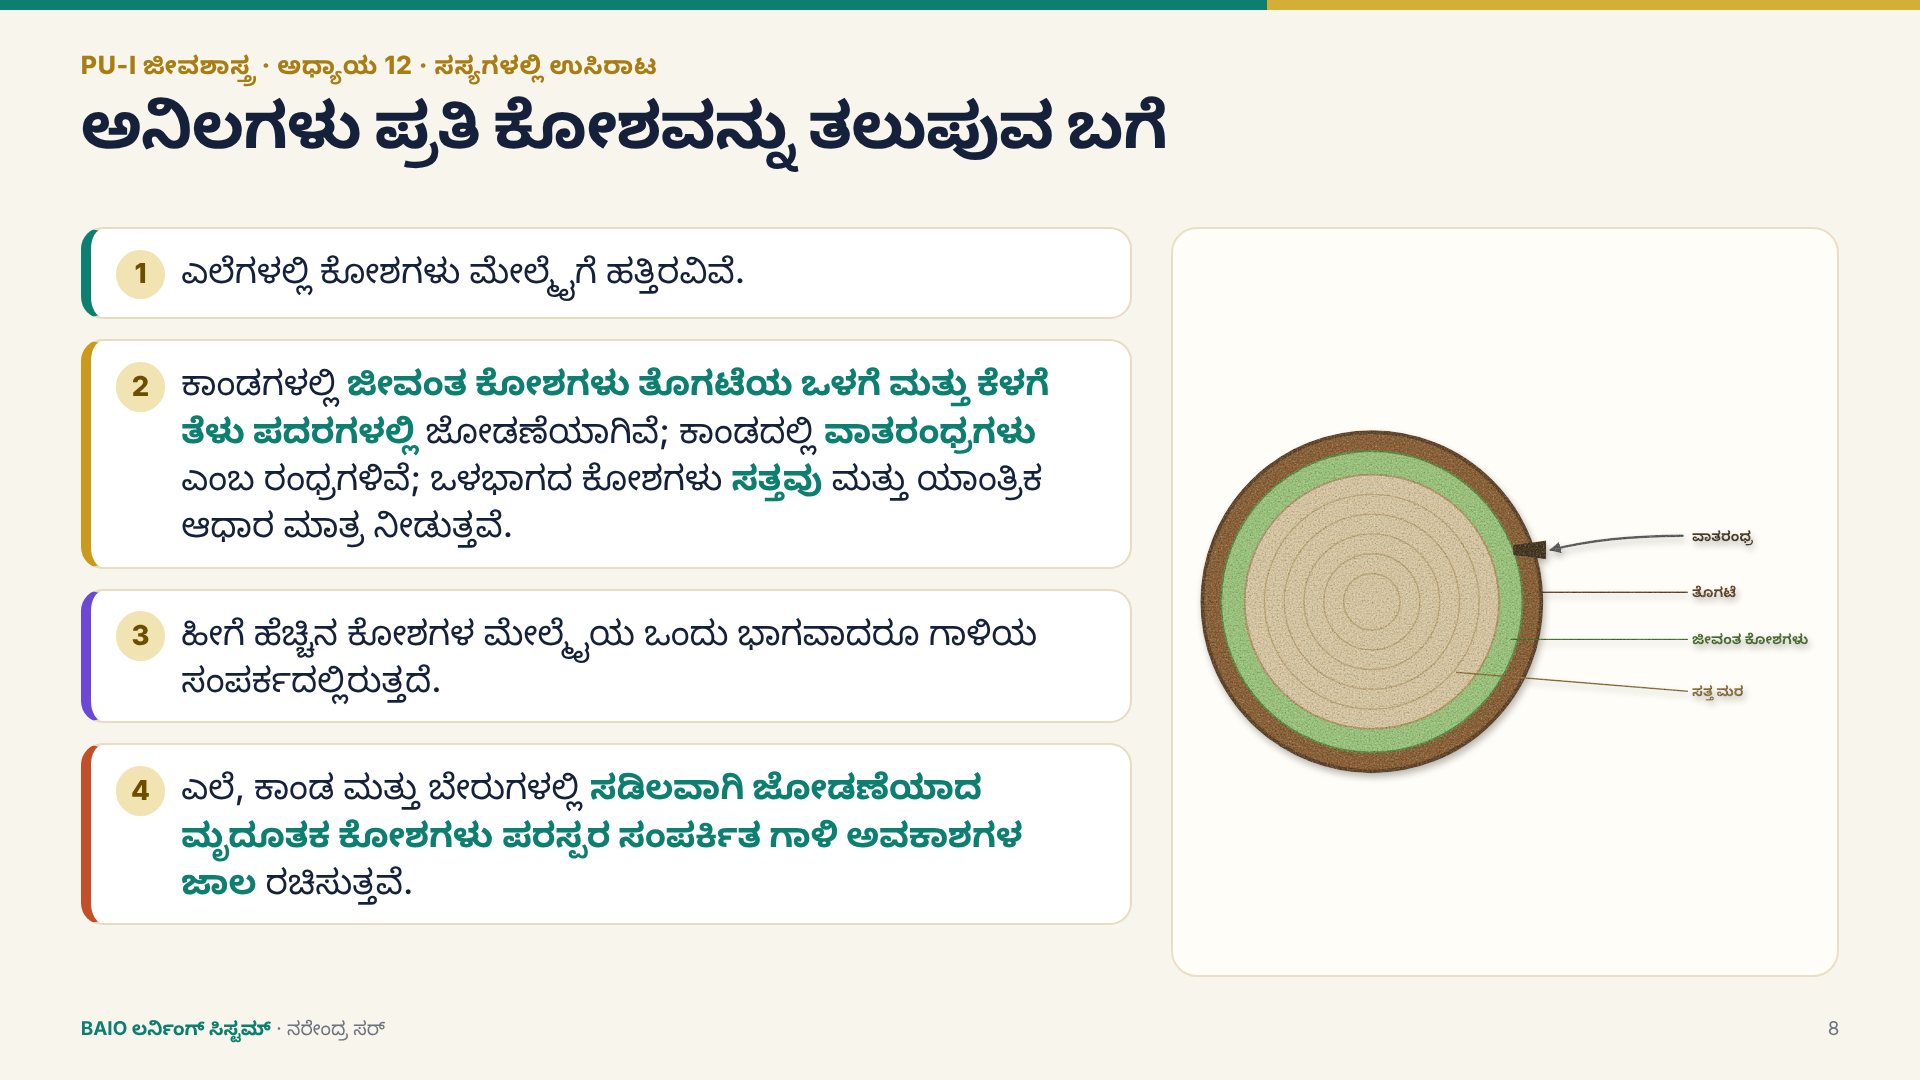 PU-I ಜೀವಶಾಸ್ತ್ರ · ಅಧ್ಯಾಯ 12 · ಸಸ್ಯಗಳಲ್ಲಿ ಉಸಿರಾಟ
ಅನಿಲಗಳು ಪ್ರತಿ ಕೋಶವನ್ನು ತಲುಪುವ ಬಗೆ
1 ಎಲೆಗಳಲ್ಲಿ ಕೋಶಗಳು ಮೇಲ್ಮೈಗೆ ಹತ್ತಿರವಿವೆ.
2 ಕಾಂಡಗಳಲ್ಲಿ ಜೀವಂತ ಕೋಶಗಳು ತೊಗಟೆಯ ಒಳಗೆ ಮತ್ತು ಕೆಳಗೆ
ತೆಳು ಪದರಗಳಲ್ಲಿ ಜೋಡಣೆಯಾಗಿವೆ; ಕಾಂಡದಲ್ಲಿ ವಾತರಂಧ್ರಗಳು
ಎಂಬ ರಂಧ್ರಗಳಿವೆ; ಒಳಭಾಗದ ಕೋಶಗಳು ಸತ್ತವು ಮತ್ತು ಯಾಂತ್ರಿಕ
ಆಧಾರ ಮಾತ್ರ ನೀಡುತ್ತವೆ.
3 ಹೀಗೆ ಹೆಚ್ಚಿನ ಕೋಶಗಳ ಮೇಲ್ಮೈಯ ಒಂದು ಭಾಗವಾದರೂ ಗಾಳಿಯ
ಸಂಪರ್ಕದಲ್ಲಿರುತ್ತದೆ.
4 ಎಲೆ, ಕಾಂಡ ಮತ್ತು ಬೇರುಗಳಲ್ಲಿ ಸಡಿಲವಾಗಿ ಜೋಡಣೆಯಾದ
ಮೃದೂತಕ ಕೋಶಗಳು ಪರಸ್ಪರ ಸಂಪರ್ಕಿತ ಗಾಳಿ ಅವಕಾಶಗಳ
ಜಾಲ ರಚಿಸುತ್ತವೆ.
ವಾತರಂಧ್ರ
ತೊಗಟೆ
ಜೀವಂತ ಕೋಶಗಳು
ಸತ್ತ ಮರ
BAIO ಲರ್ನಿಂಗ್ ಸಿಸ್ಟಮ್ · ನರೇಂದ್ರ ಸರ್
8